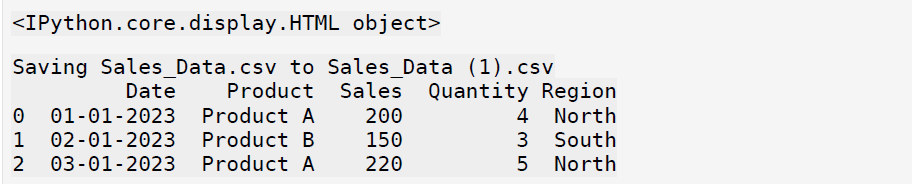 <IPython.core.display.HTML object>
Saving Sales_Data.csv to Sales_Data (1).csv
Date Product Sales Quantity Region
0 01-01-2023 Product A 200 4 North
1 02-01-2023 Product B 150 3 South
2 03-01-2023 Product A 220 5 North